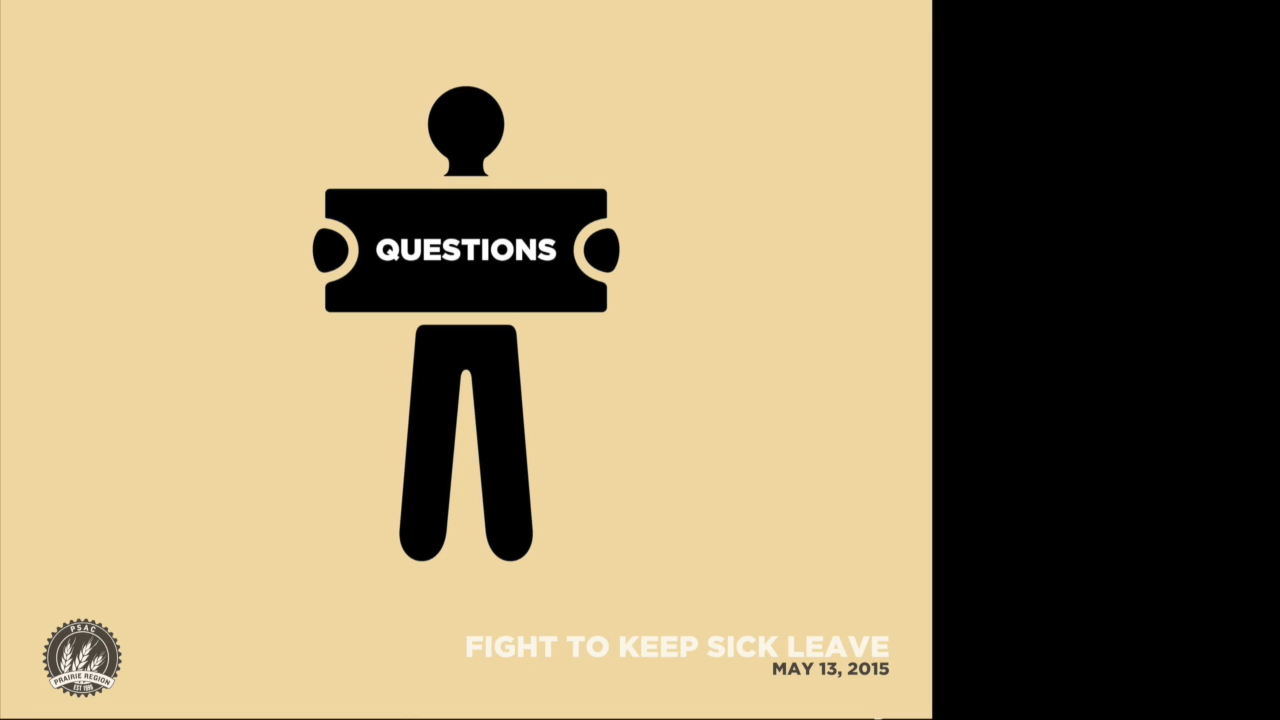 QUESTIONS
FIGHT TO KEEP SICK LEAVE
MAY 13, 2015
PSAC
PRAIRIE REGION